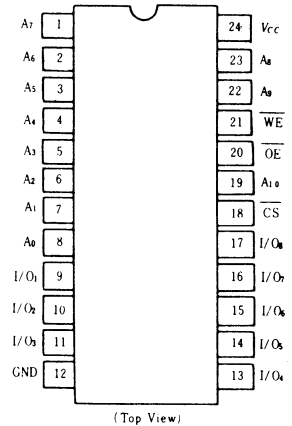 A7 1 24 Vcc
A6 2 23 A8
A5 3 22 A9
A4 4 21 WE
A3 5 20 OE
A2 6 19 A10
A1 7 18 CS
A0 8 17 I/O8
I/O1 9 16 I/O7
I/O2 10 15 I/O6
I/O3 11 14 I/O5
GND 12 13 I/O4
(Top View)